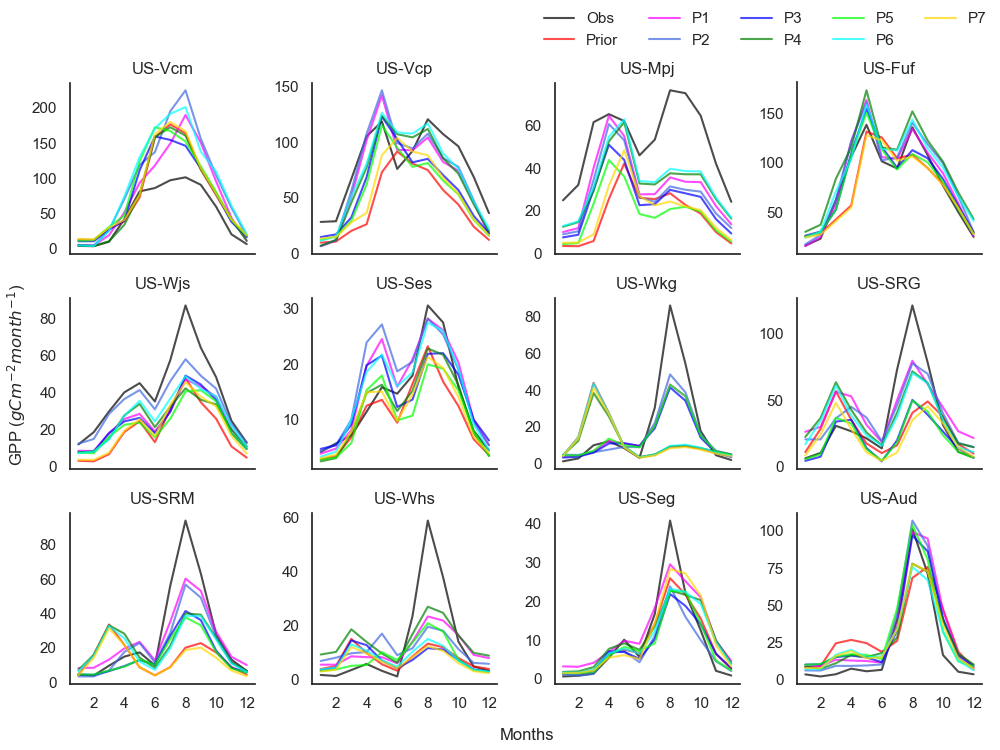 Obs P1 P3 P5 P7
Prior P2 P4 P6
US-Vcm US-Vcp US-Mpj US-Fuf
200 150 100 50 0
150 100 50 0
60 40 20 0
150 100 50
US-Wjs US-Ses US-Wkg US-SRG
80 60 40 20 0
30 20 10
80 60 40 20 0
100 50 0
GPP (gCm⁻²month⁻¹)
US-SRM US-Whs US-Seg US-Aud
80 60 40 20 0
60 50 40 30 20 10 0
40 30 20 10 0
100 75 50 25 0
2 4 6 8 10 12 2 4 6 8 10 12 2 4 6 8 10 12 2 4 6 8 10 12
Months